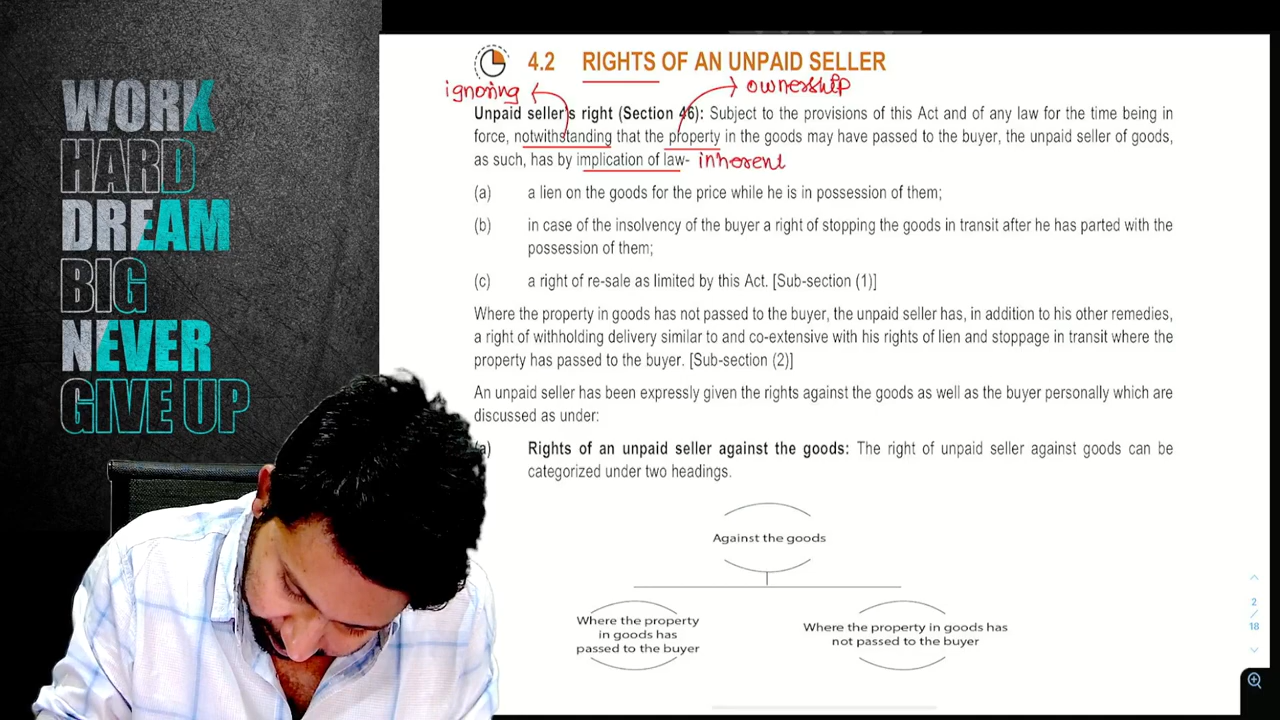 WORK
HARD
DREAM
BIG
NEVER
GIVE UP
4.2 RIGHTS OF AN UNPAID SELLER
ignoring
ownership
Unpaid seller's right (Section 46): Subject to the provisions of this Act and of any law for the time being in
force, notwithstanding that the property in the goods may have passed to the buyer, the unpaid seller of goods,
as such, has by implication of law- inherent
(a) a lien on the goods for the price while he is in possession of them;
(b) in case of the insolvency of the buyer a right of stopping the goods in transit after he has parted with the
possession of them;
(c) a right of re-sale as limited by this Act. [Sub-section (1)]
Where the property in goods has not passed to the buyer, the unpaid seller has, in addition to his other remedies,
a right of withholding delivery similar to and co-extensive with his rights of lien and stoppage in transit where the
property has passed to the buyer. [Sub-section (2)]
An unpaid seller has been expressly given the rights against the goods as well as the buyer personally which are
discussed as under:
a) Rights of an unpaid seller against the goods: The right of unpaid seller against goods can be
categorized under two headings.
Against the goods
Where the property
in goods has
passed to the buyer
Where the property in goods has
not passed to the buyer
2
/
18